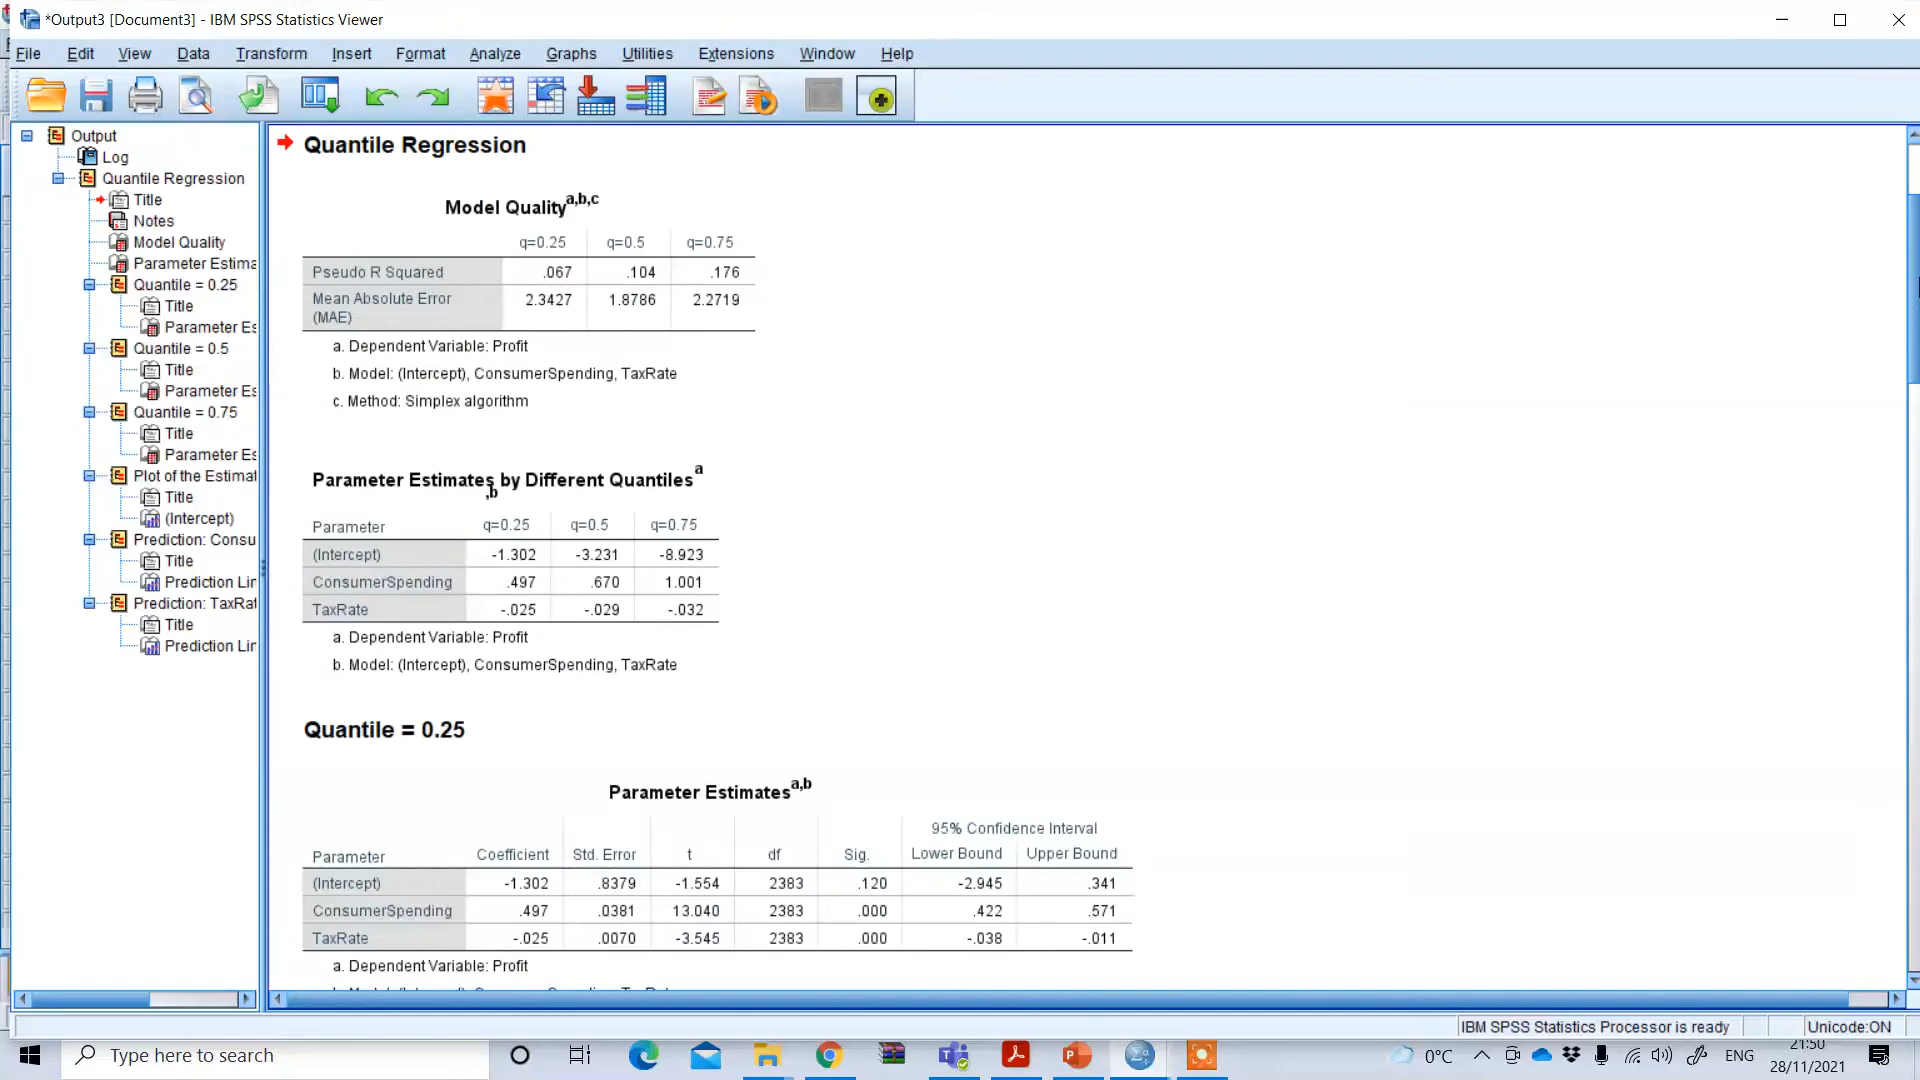 *Output3 [Document3] - IBM SPSS Statistics Viewer
File Edit View Data Transform Insert Format Analyze Graphs Utilities Extensions Window Help
Output
Log
Quantile Regression
Title
Notes
Model Quality
Parameter Estima
Quantile = 0.25
Title
Parameter Es
Quantile = 0.5
Title
Parameter Es
Quantile = 0.75
Title
Parameter Es
Plot of the Estimat
Title
(Intercept)
Prediction: Consu
Title
Prediction Lin
Prediction: TaxRat
Title
Prediction Lin
Quantile Regression
Model Quality a,b,c
q=0.25 q=0.5 q=0.75
Pseudo R Squared .067 .104 .176
Mean Absolute Error 2.3427 1.8786 2.2719
(MAE)
a. Dependent Variable: Profit
b. Model: (Intercept), ConsumerSpending, TaxRate
c. Method: Simplex algorithm
Parameter Estimates by Different Quantiles a
,b
Parameter q=0.25 q=0.5 q=0.75
(Intercept) -1.302 -3.231 -8.923
ConsumerSpending .497 .670 1.001
TaxRate -.025 -.029 -.032
a. Dependent Variable: Profit
b. Model: (Intercept), ConsumerSpending, TaxRate
Quantile = 0.25
Parameter Estimates a,b
95% Confidence Interval
Parameter Coefficient Std. Error t df Sig. Lower Bound Upper Bound
(Intercept) -1.302 .8379 -1.554 2383 .120 -2.945 .341
ConsumerSpending .497 .0381 13.040 2383 .000 .422 .571
TaxRate -.025 .0070 -3.545 2383 .000 -.038 -.011
a. Dependent Variable: Profit
IBM SPSS Statistics Processor is ready Unicode:ON
Type here to search
0°C
ENG
21:50
28/11/2021